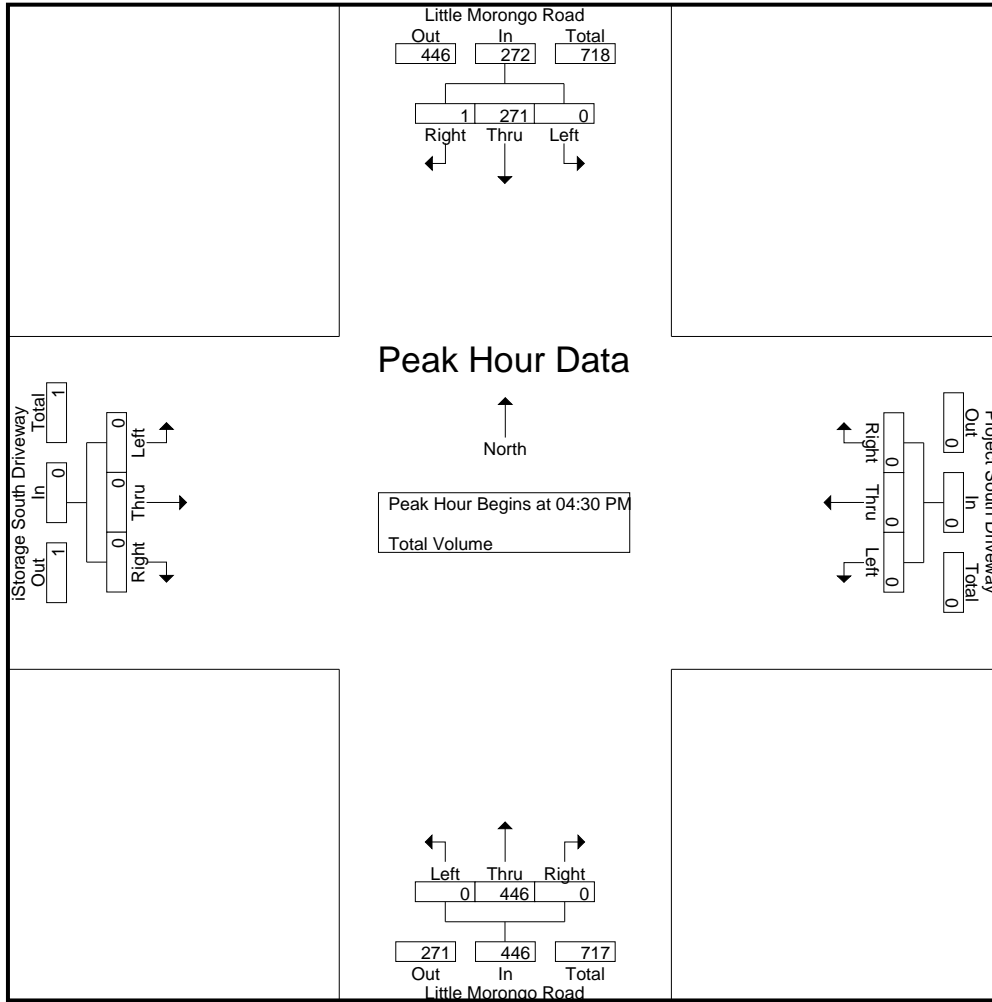 Little Morongo Road
Out In Total
446 272 718
1 271 0
Right Thru Left
Peak Hour Data
North
Peak Hour Begins at 04:30 PM
Total Volume
iStorage South Driveway
Total In Out
1 0 1
0 0 0
Left Thru Right
Project South Driveway
Out In Total
0 0 0
0 0 0
Right Thru Left
Left Thru Right
0 446 0
271 446 717
Out In Total
Little Morongo Road